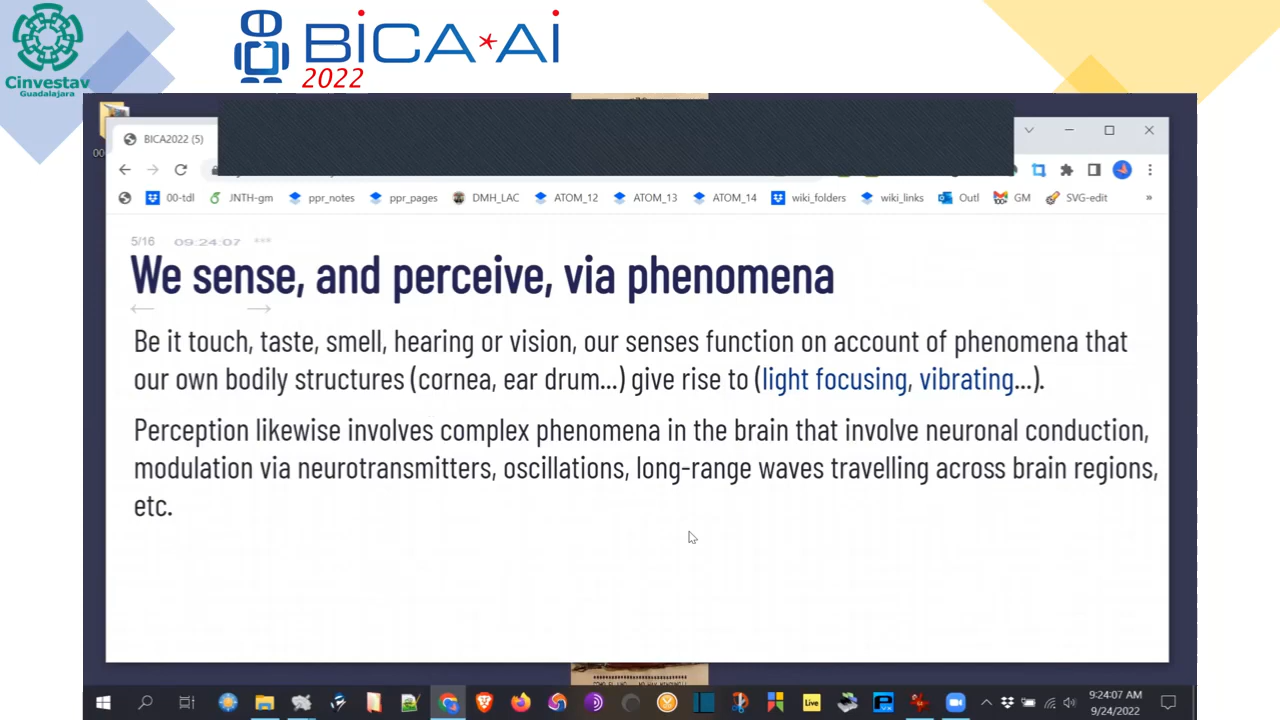 Cinvestav
Guadalajara
BiCA*Ai
2022
BICA2022 (5)
00-tdl JNTH-gm ppr_notes ppr_pages DMH_LAC ATOM_12 ATOM_13 ATOM_14 wiki_folders wiki_links Outl GM SVG-edit »
5/16 09:24:07 ***
We sense, and perceive, via phenomena
Be it touch, taste, smell, hearing or vision, our senses function on account of phenomena that
our own bodily structures (cornea, ear drum...) give rise to (light focusing, vibrating...).
Perception likewise involves complex phenomena in the brain that involve neuronal conduction,
modulation via neurotransmitters, oscillations, long-range waves travelling across brain regions,
etc.
Live
9:24:07 AM
9/24/2022